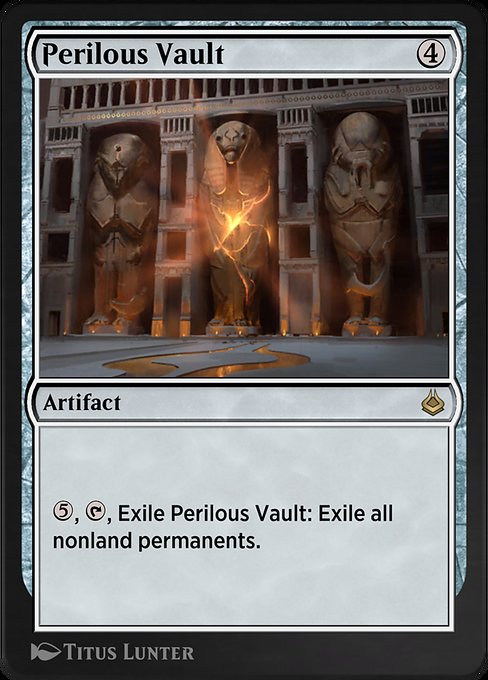 Perilous Vault 4
Artifact
5, , Exile Perilous Vault: Exile all
nonland permanents.
Titus Lunter